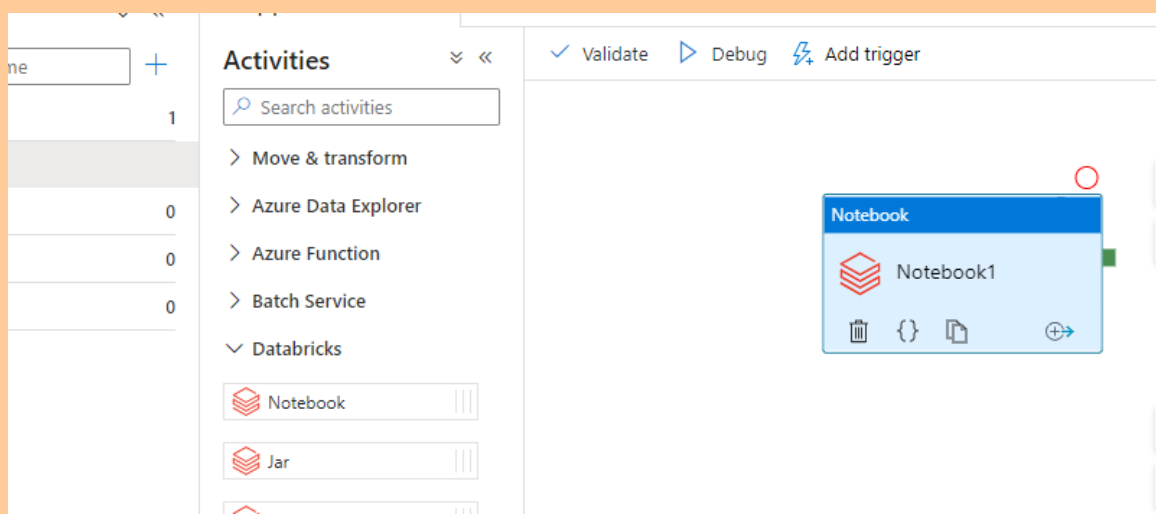 me
1
0
0
0
Activities
Search activities
Move & transform
Azure Data Explorer
Azure Function
Batch Service
Databricks
Notebook
Jar
Validate
Debug
Add trigger
Notebook
Notebook1